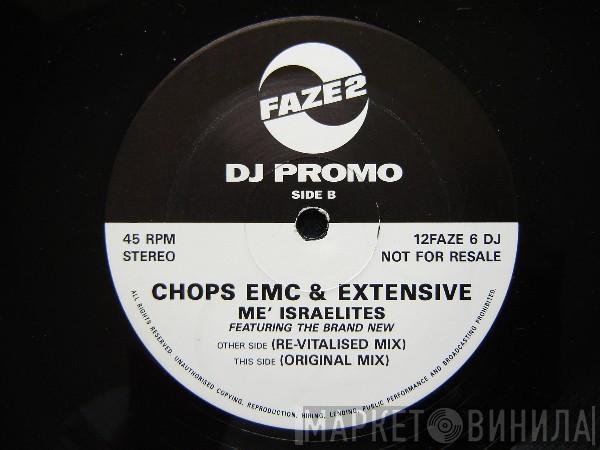 FAZE 2
DJ PROMO
SIDE B
45 RPM
STEREO
12FAZE 6 DJ
NOT FOR RESALE
CHOPS EMC & EXTENSIVE
ME' ISRAELITES
FEATURING THE BRAND NEW
OTHER SIDE (RE-VITALISED MIX)
THIS SIDE (ORIGINAL MIX)
ALL RIGHTS RESERVED. UNAUTHORISED COPYING, REPRODUCTION, HIRING, LENDING, PUBLIC PERFORMANCE AND BROADCASTING PROHIBITED.
МАРКЕТ ВИНИЛА